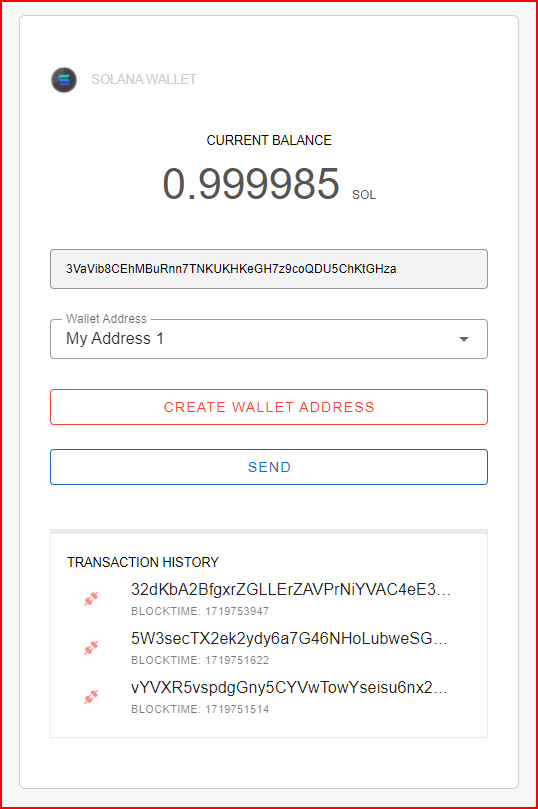 SOLANA WALLET
CURRENT BALANCE
0.999985 SOL
3VaVib8CEhMBuRnn7TNKUKHKeGH7z9coQDU5ChKtGHza
Wallet Address
My Address 1
CREATE WALLET ADDRESS
SEND
TRANSACTION HISTORY
32dKbA2BfgxrZGLLErZAVPrNiYVAC4eE3...
BLOCKTIME: 1719753947
5W3secTX2ek2ydy6a7G46NHoLubweSG...
BLOCKTIME: 1719751622
vYVXR5vspdgGny5CYVwTowYseisu6nx2...
BLOCKTIME: 1719751514